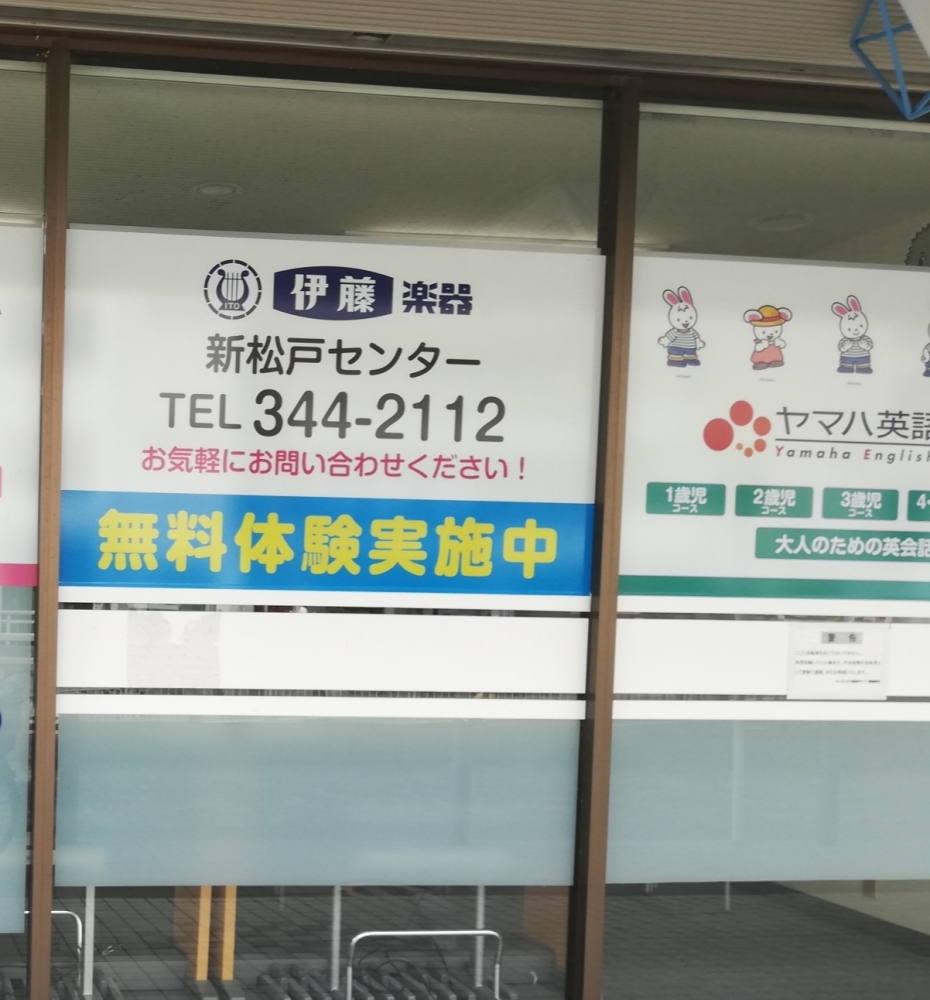 ITO
伊藤楽器
新松戸センター
TEL 344-2112
お気軽にお問い合わせください！
無料体験実施中
ヤマハ英語
Yamaha English
1歳児コース
2歳児コース
3歳児コース
4
大人のための英会話
警告